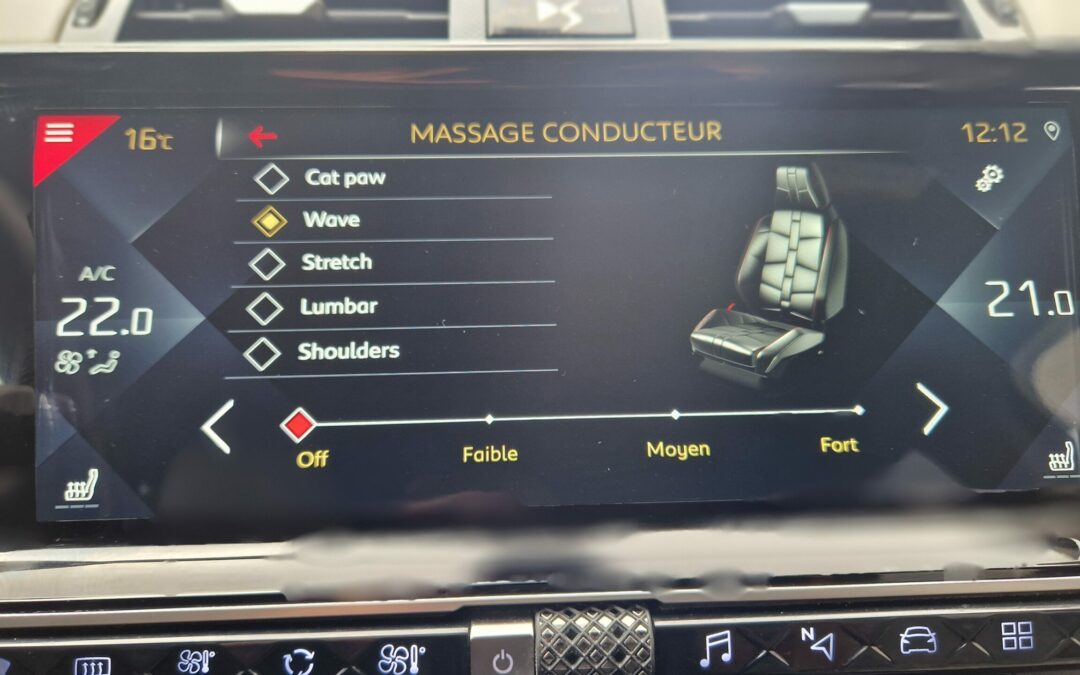 16℃
MASSAGE CONDUCTEUR
12:12
Cat paw
Wave
Stretch
Lumbar
Shoulders
A/C
22.0
21.0
Off
Faible
Moyen
Fort
N